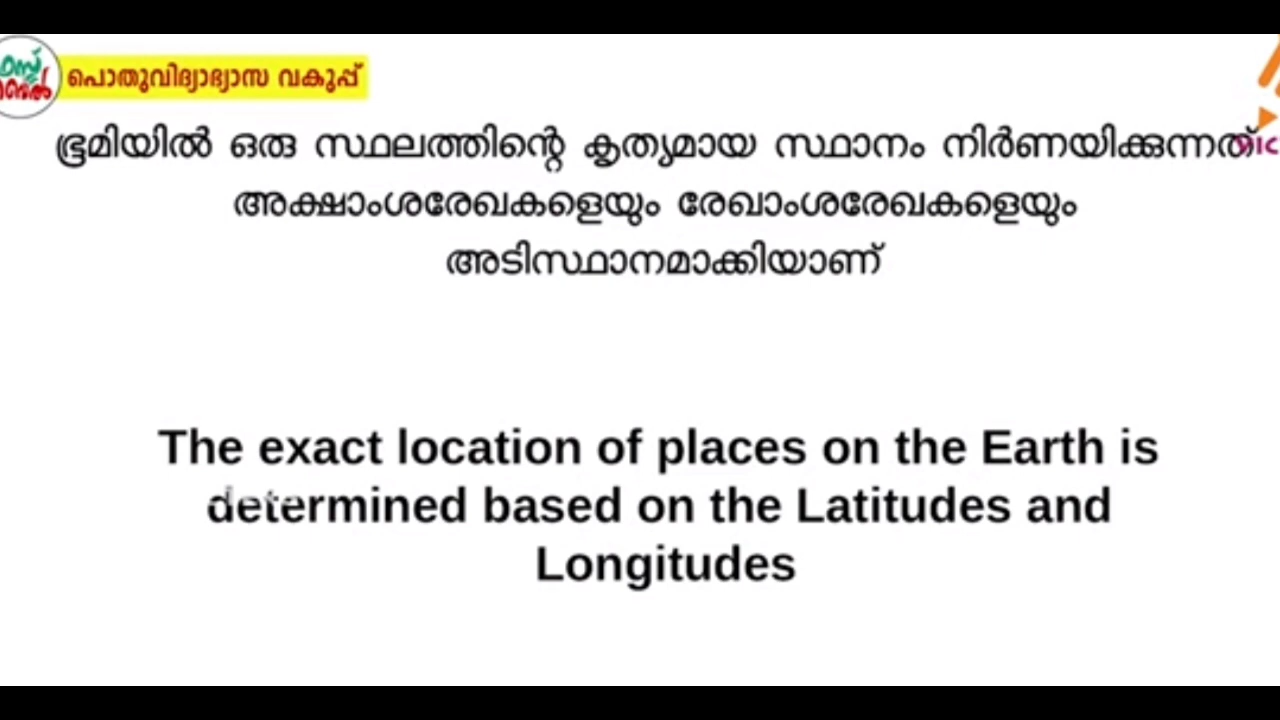 പൊതുവിദ്യാഭ്യാസ വകുപ്പ്
ഭൂമിയിൽ ഒരു സ്ഥലത്തിന്റെ കൃത്യമായ സ്ഥാനം നിർണയിക്കുന്നത്
അക്ഷാംശരേഖകളെയും രേഖാംശരേഖകളെയും
അടിസ്ഥാനമാക്കിയാണ്
The exact location of places on the Earth is
determined based on the Latitudes and
Longitudes